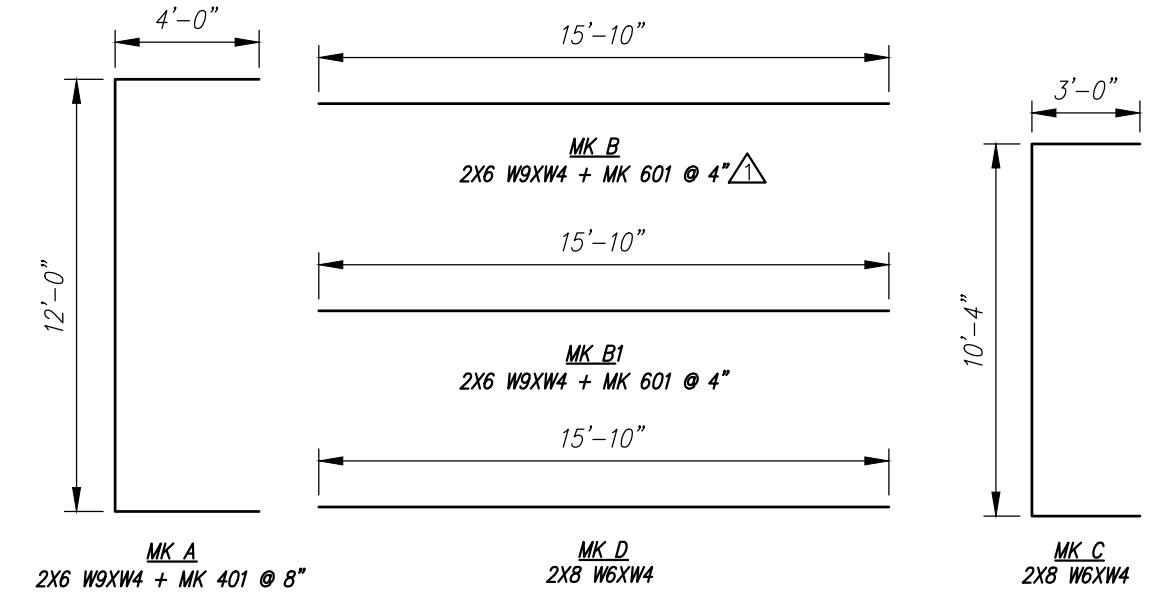 4'-0"
12'-0"
MK A
2X6 W9XW4 + MK 401 @ 8"
15'-10"
MK B
2X6 W9XW4 + MK 601 @ 4" 1
15'-10"
MK B1
2X6 W9XW4 + MK 601 @ 4"
15'-10"
MK D
2X8 W6XW4
3'-0"
10'-4"
MK C
2X8 W6XW4